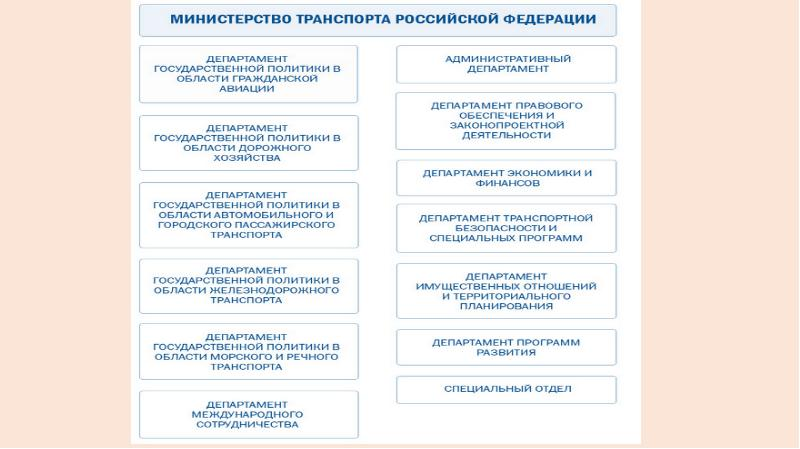 МИНИСТЕРСТВО ТРАНСПОРТА РОССИЙСКОЙ ФЕДЕРАЦИИ
ДЕПАРТАМЕНТ
ГОСУДАРСТВЕННОЙ ПОЛИТИКИ В
ОБЛАСТИ ГРАЖДАНСКОЙ
АВИАЦИИ
ДЕПАРТАМЕНТ
ГОСУДАРСТВЕННОЙ ПОЛИТИКИ В
ОБЛАСТИ ДОРОЖНОГО
ХОЗЯЙСТВА
ДЕПАРТАМЕНТ
ГОСУДАРСТВЕННОЙ ПОЛИТИКИ В
ОБЛАСТИ АВТОМОБИЛЬНОГО И
ГОРОДСКОГО ПАССАЖИРСКОГО
ТРАНСПОРТА
ДЕПАРТАМЕНТ
ГОСУДАРСТВЕННОЙ ПОЛИТИКИ В
ОБЛАСТИ ЖЕЛЕЗНОДОРОЖНОГО
ТРАНСПОРТА
ДЕПАРТАМЕНТ
ГОСУДАРСТВЕННОЙ ПОЛИТИКИ В
ОБЛАСТИ МОРСКОГО И РЕЧНОГО
ТРАНСПОРТА
ДЕПАРТАМЕНТ
МЕЖДУНАРОДНОГО
СОТРУДНИЧЕСТВА
АДМИНИСТРАТИВНЫЙ
ДЕПАРТАМЕНТ
ДЕПАРТАМЕНТ ПРАВОВОГО
ОБЕСПЕЧЕНИЯ И
ЗАКОНОПРОЕКТНОЙ
ДЕЯТЕЛЬНОСТИ
ДЕПАРТАМЕНТ ЭКОНОМИКИ И
ФИНАНСОВ
ДЕПАРТАМЕНТ ТРАНСПОРТНОЙ
БЕЗОПАСНОСТИ И
СПЕЦИАЛЬНЫХ ПРОГРАММ
ДЕПАРТАМЕНТ
ИМУЩЕСТВЕННЫХ ОТНОШЕНИЙ
И ТЕРРИТОРИАЛЬНОГО
ПЛАНИРОВАНИЯ
ДЕПАРТАМЕНТ ПРОГРАММ
РАЗВИТИЯ
СПЕЦИАЛЬНЫЙ ОТДЕЛ